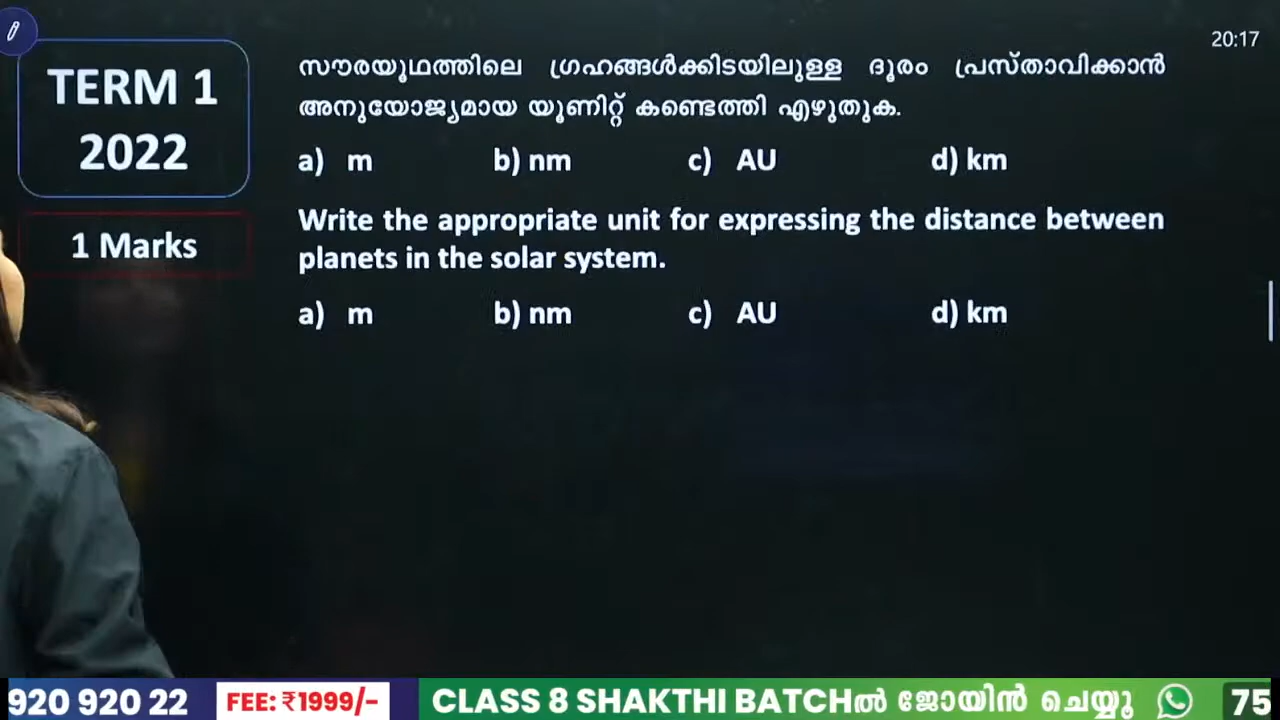 20:17
TERM 1
2022
1 Marks
സൗരയൂഥത്തിലെ ഗ്രഹങ്ങൾക്കിടയിലുള്ള ദൂരം പ്രസ്താവിക്കാൻ
അനുയോജ്യമായ യൂണിറ്റ് കണ്ടെത്തി എഴുതുക.
a) m b) nm c) AU d) km
Write the appropriate unit for expressing the distance between
planets in the solar system.
a) m b) nm c) AU d) km
920 920 22 FEE: ₹1999/- CLASS 8 SHAKTHI BATCHൽ ജോയിൻ ചെയ്യൂ 75